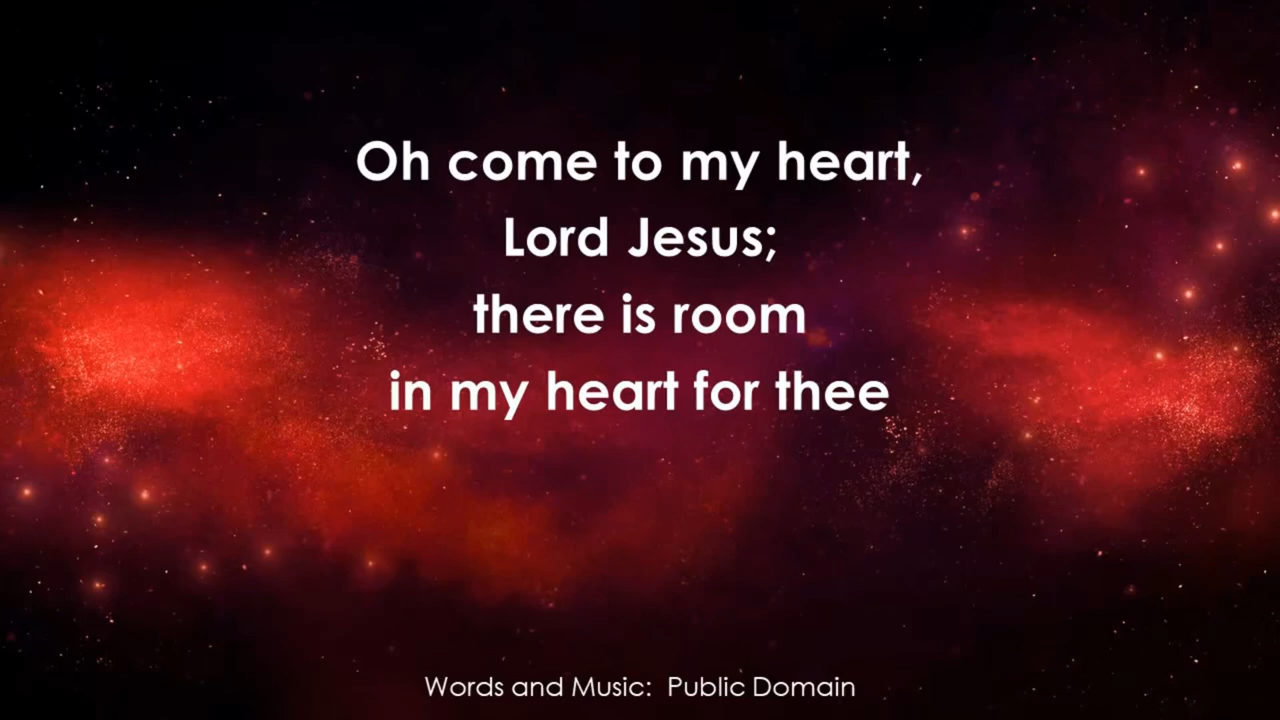 Oh come to my heart,
Lord Jesus;
there is room
in my heart for thee
Words and Music:  Public Domain